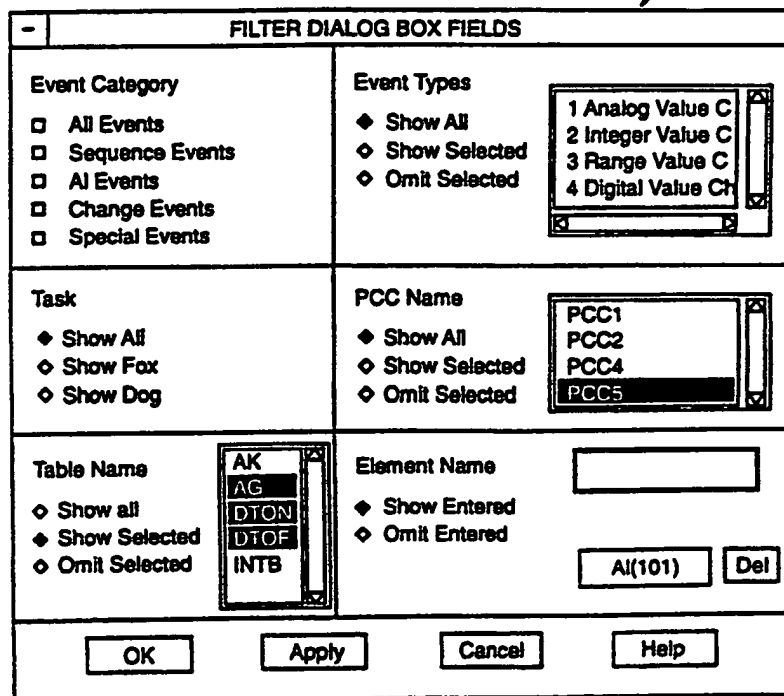 FILTER DIALOG BOX FIELDS
Event Category
All Events
Sequence Events
AI Events
Change Events
Special Events
Event Types
Show All
Show Selected
Omit Selected
1 Analog Value C
2 Integer Value C
3 Range Value C
4 Digital Value Ch
Task
Show All
Show Fox
Show Dog
PCC Name
Show All
Show Selected
Omit Selected
PCC1
PCC2
PCC4
PCC5
Table Name
Show all
Show Selected
Omit Selected
AK
AG
DTON
DTOF
INTB
Element Name
Show Entered
Omit Entered
AI(101)
Del
OK
Apply
Cancel
Help